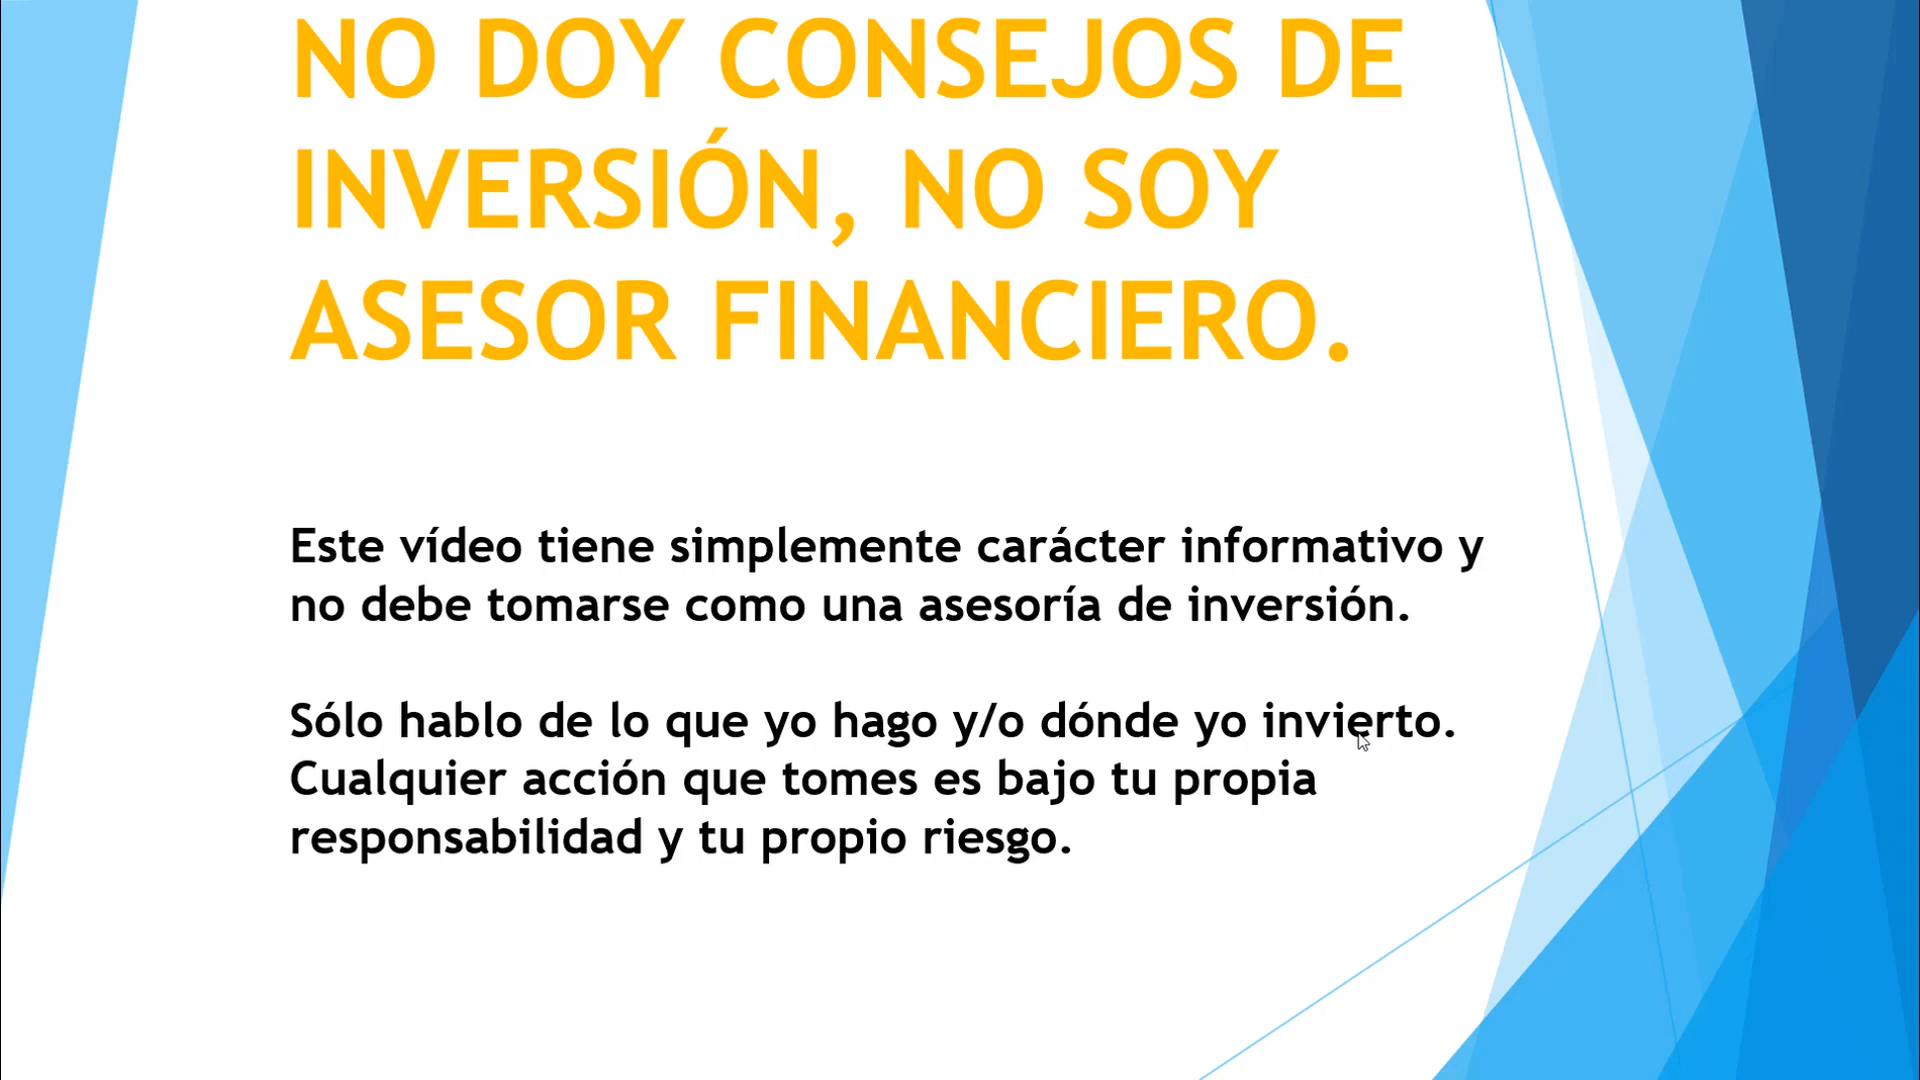 NO DOY CONSEJOS DE
INVERSIÓN, NO SOY
ASESOR FINANCIERO.
Este vídeo tiene simplemente carácter informativo y
no debe tomarse como una asesoría de inversión.
Sólo hablo de lo que yo hago y/o dónde yo invierto.
Cualquier acción que tomes es bajo tu propia
responsabilidad y tu propio riesgo.